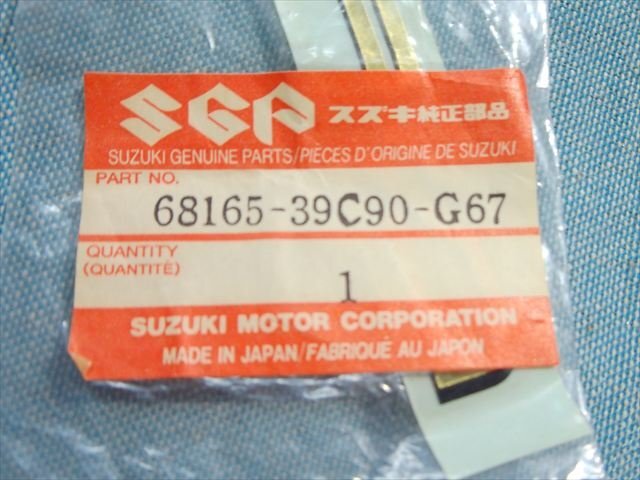 SGP スズキ純正部品
SUZUKI GENUINE PARTS/PIÈCES D'ORIGINE DE SUZUKI
PART NO.
68165-39C90-G67
QUANTITY
(QUANTITÉ)
1
SUZUKI MOTOR CORPORATION
MADE IN JAPAN/FABRIQUÉ AU JAPON